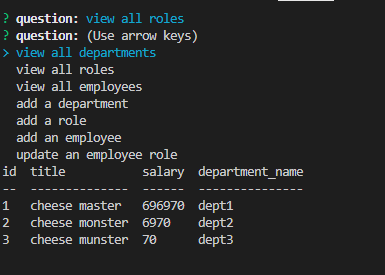 ? question: view all roles
? question: (Use arrow keys)
> view all departments
view all roles
view all employees
add a department
add a role
add an employee
update an employee role
id title salary department_name
-- -------------- ------ ---------------
1 cheese master 696970 dept1
2 cheese monster 6970 dept2
3 cheese munster 70 dept3